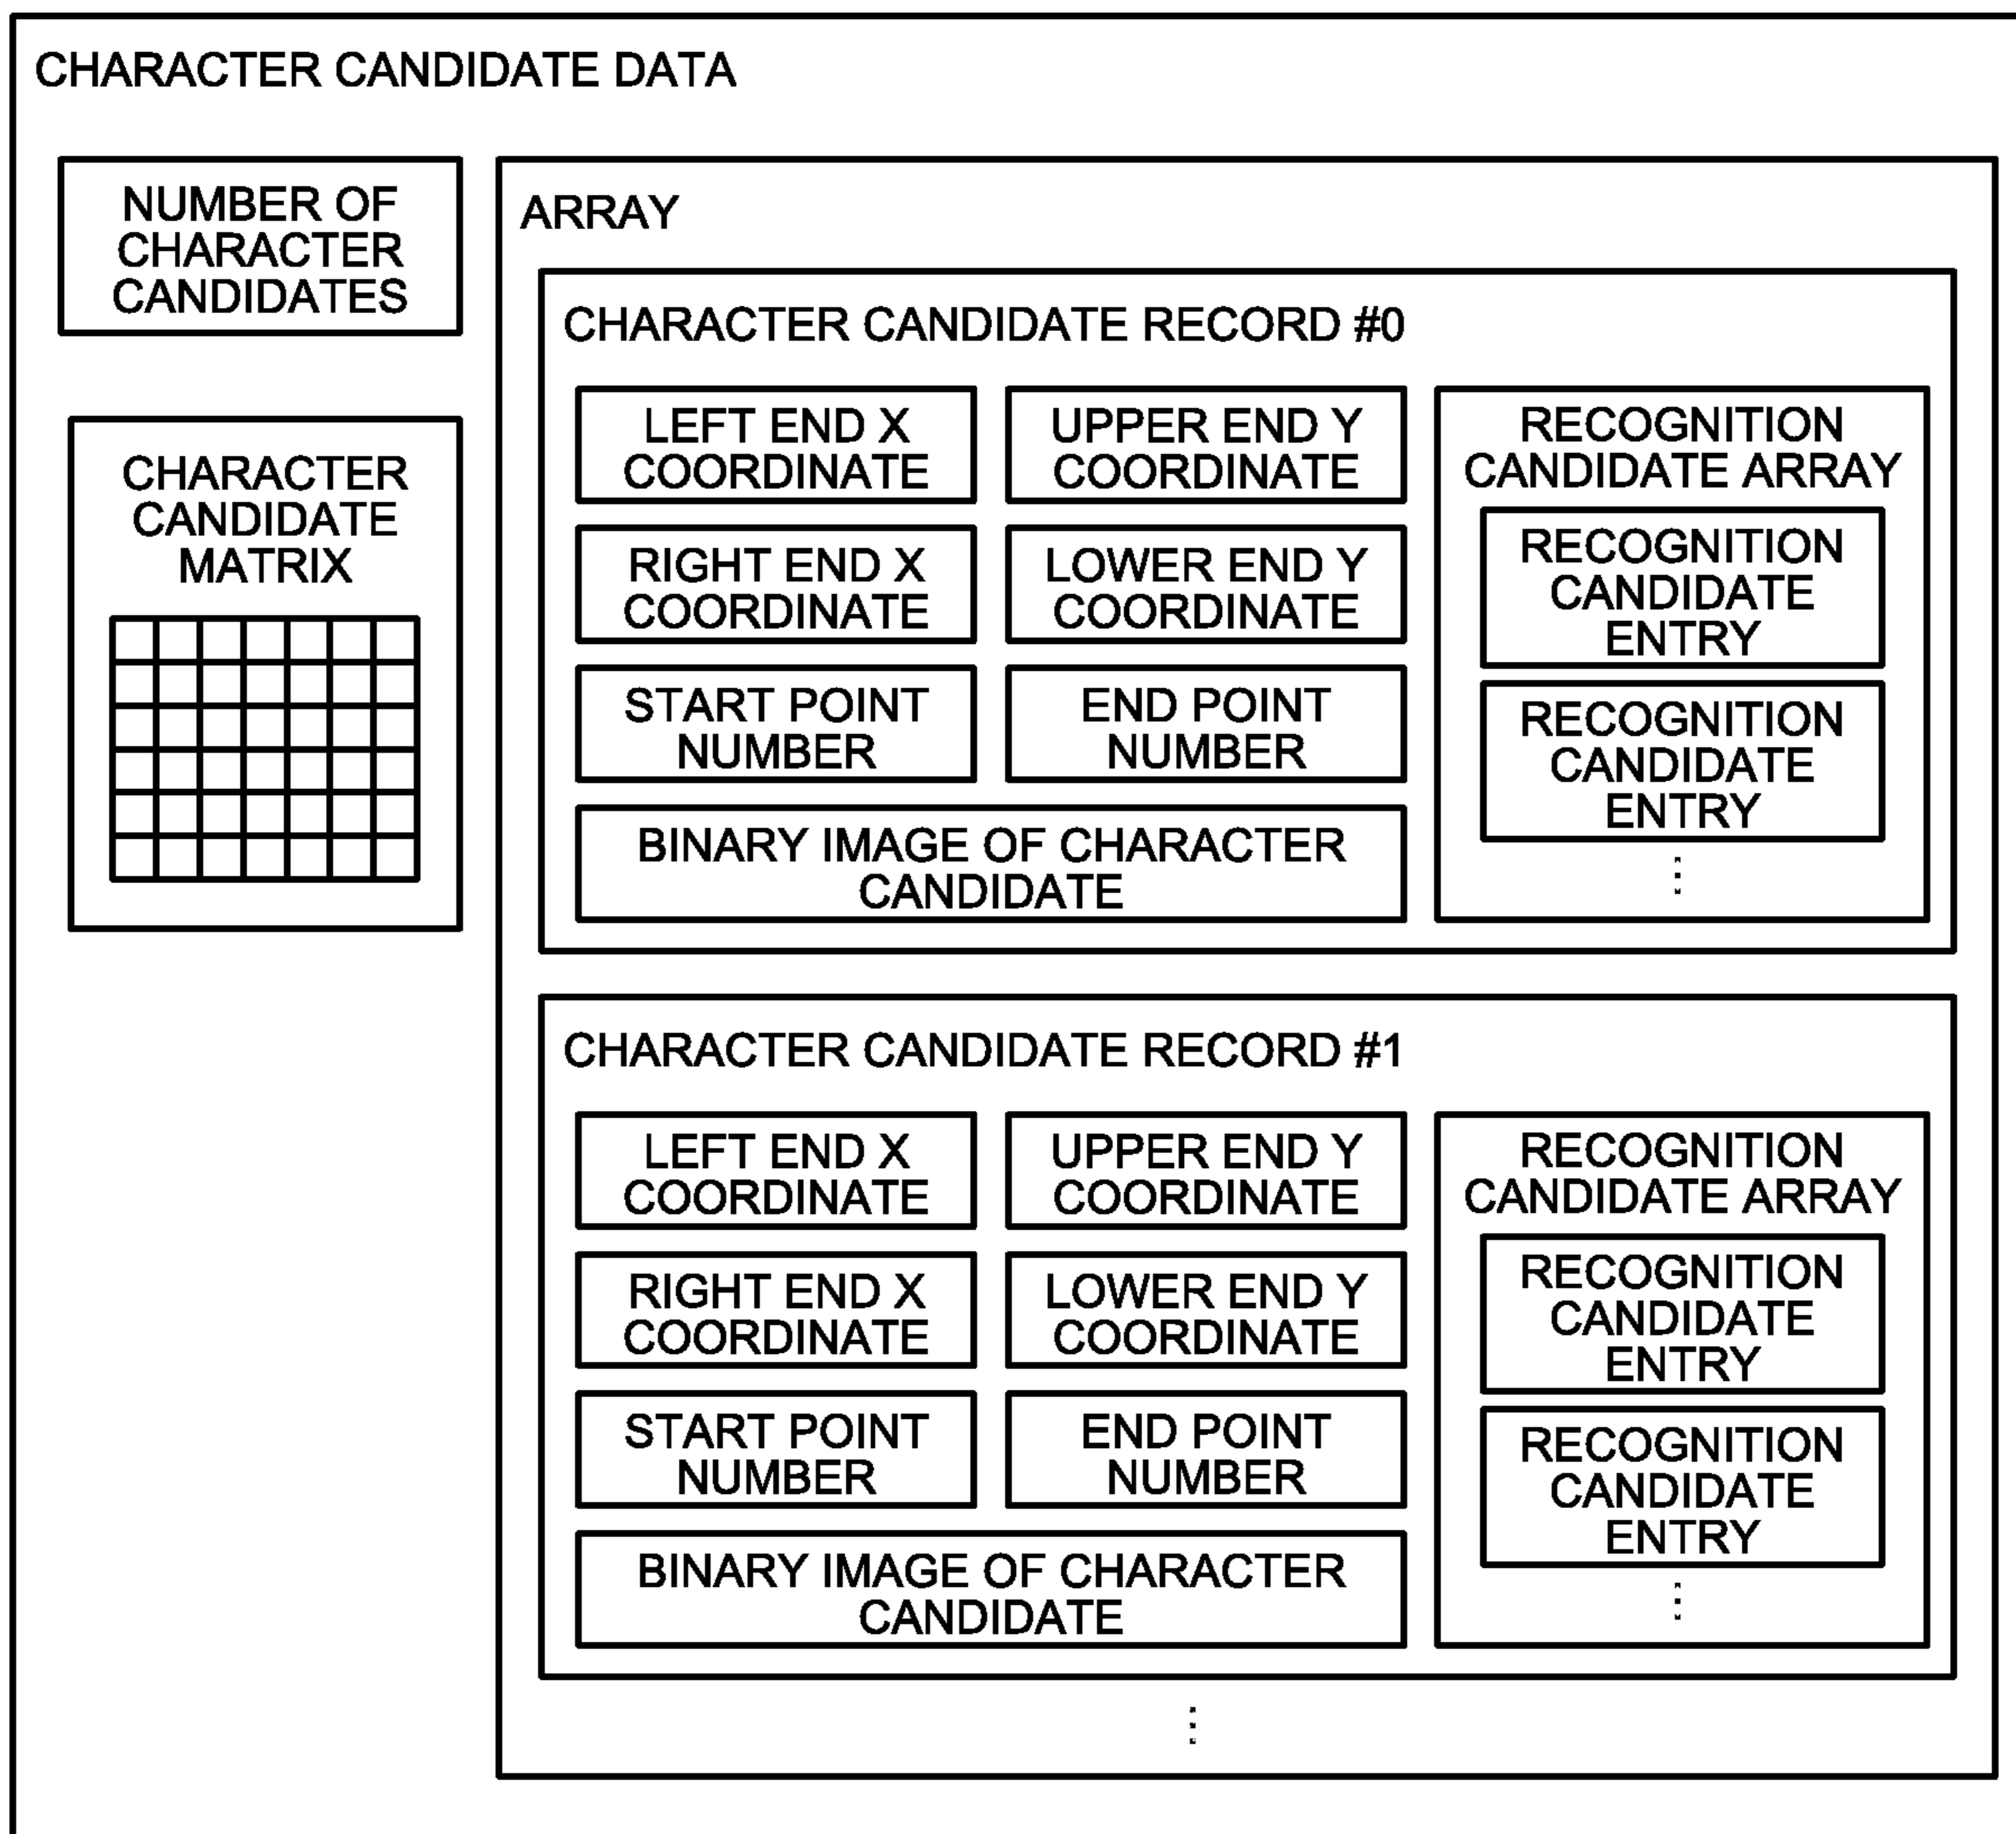 CHARACTER CANDIDATE DATA
NUMBER OF
CHARACTER
CANDIDATES
CHARACTER
CANDIDATE
MATRIX
ARRAY
CHARACTER CANDIDATE RECORD #0
LEFT END X
COORDINATE
UPPER END Y
COORDINATE
RIGHT END X
COORDINATE
LOWER END Y
COORDINATE
START POINT
NUMBER
END POINT
NUMBER
BINARY IMAGE OF CHARACTER
CANDIDATE
RECOGNITION
CANDIDATE ARRAY
RECOGNITION
CANDIDATE
ENTRY
RECOGNITION
CANDIDATE
ENTRY
⋮
CHARACTER CANDIDATE RECORD #1
LEFT END X
COORDINATE
UPPER END Y
COORDINATE
RIGHT END X
COORDINATE
LOWER END Y
COORDINATE
START POINT
NUMBER
END POINT
NUMBER
BINARY IMAGE OF CHARACTER
CANDIDATE
RECOGNITION
CANDIDATE ARRAY
RECOGNITION
CANDIDATE
ENTRY
RECOGNITION
CANDIDATE
ENTRY
⋮
⋮